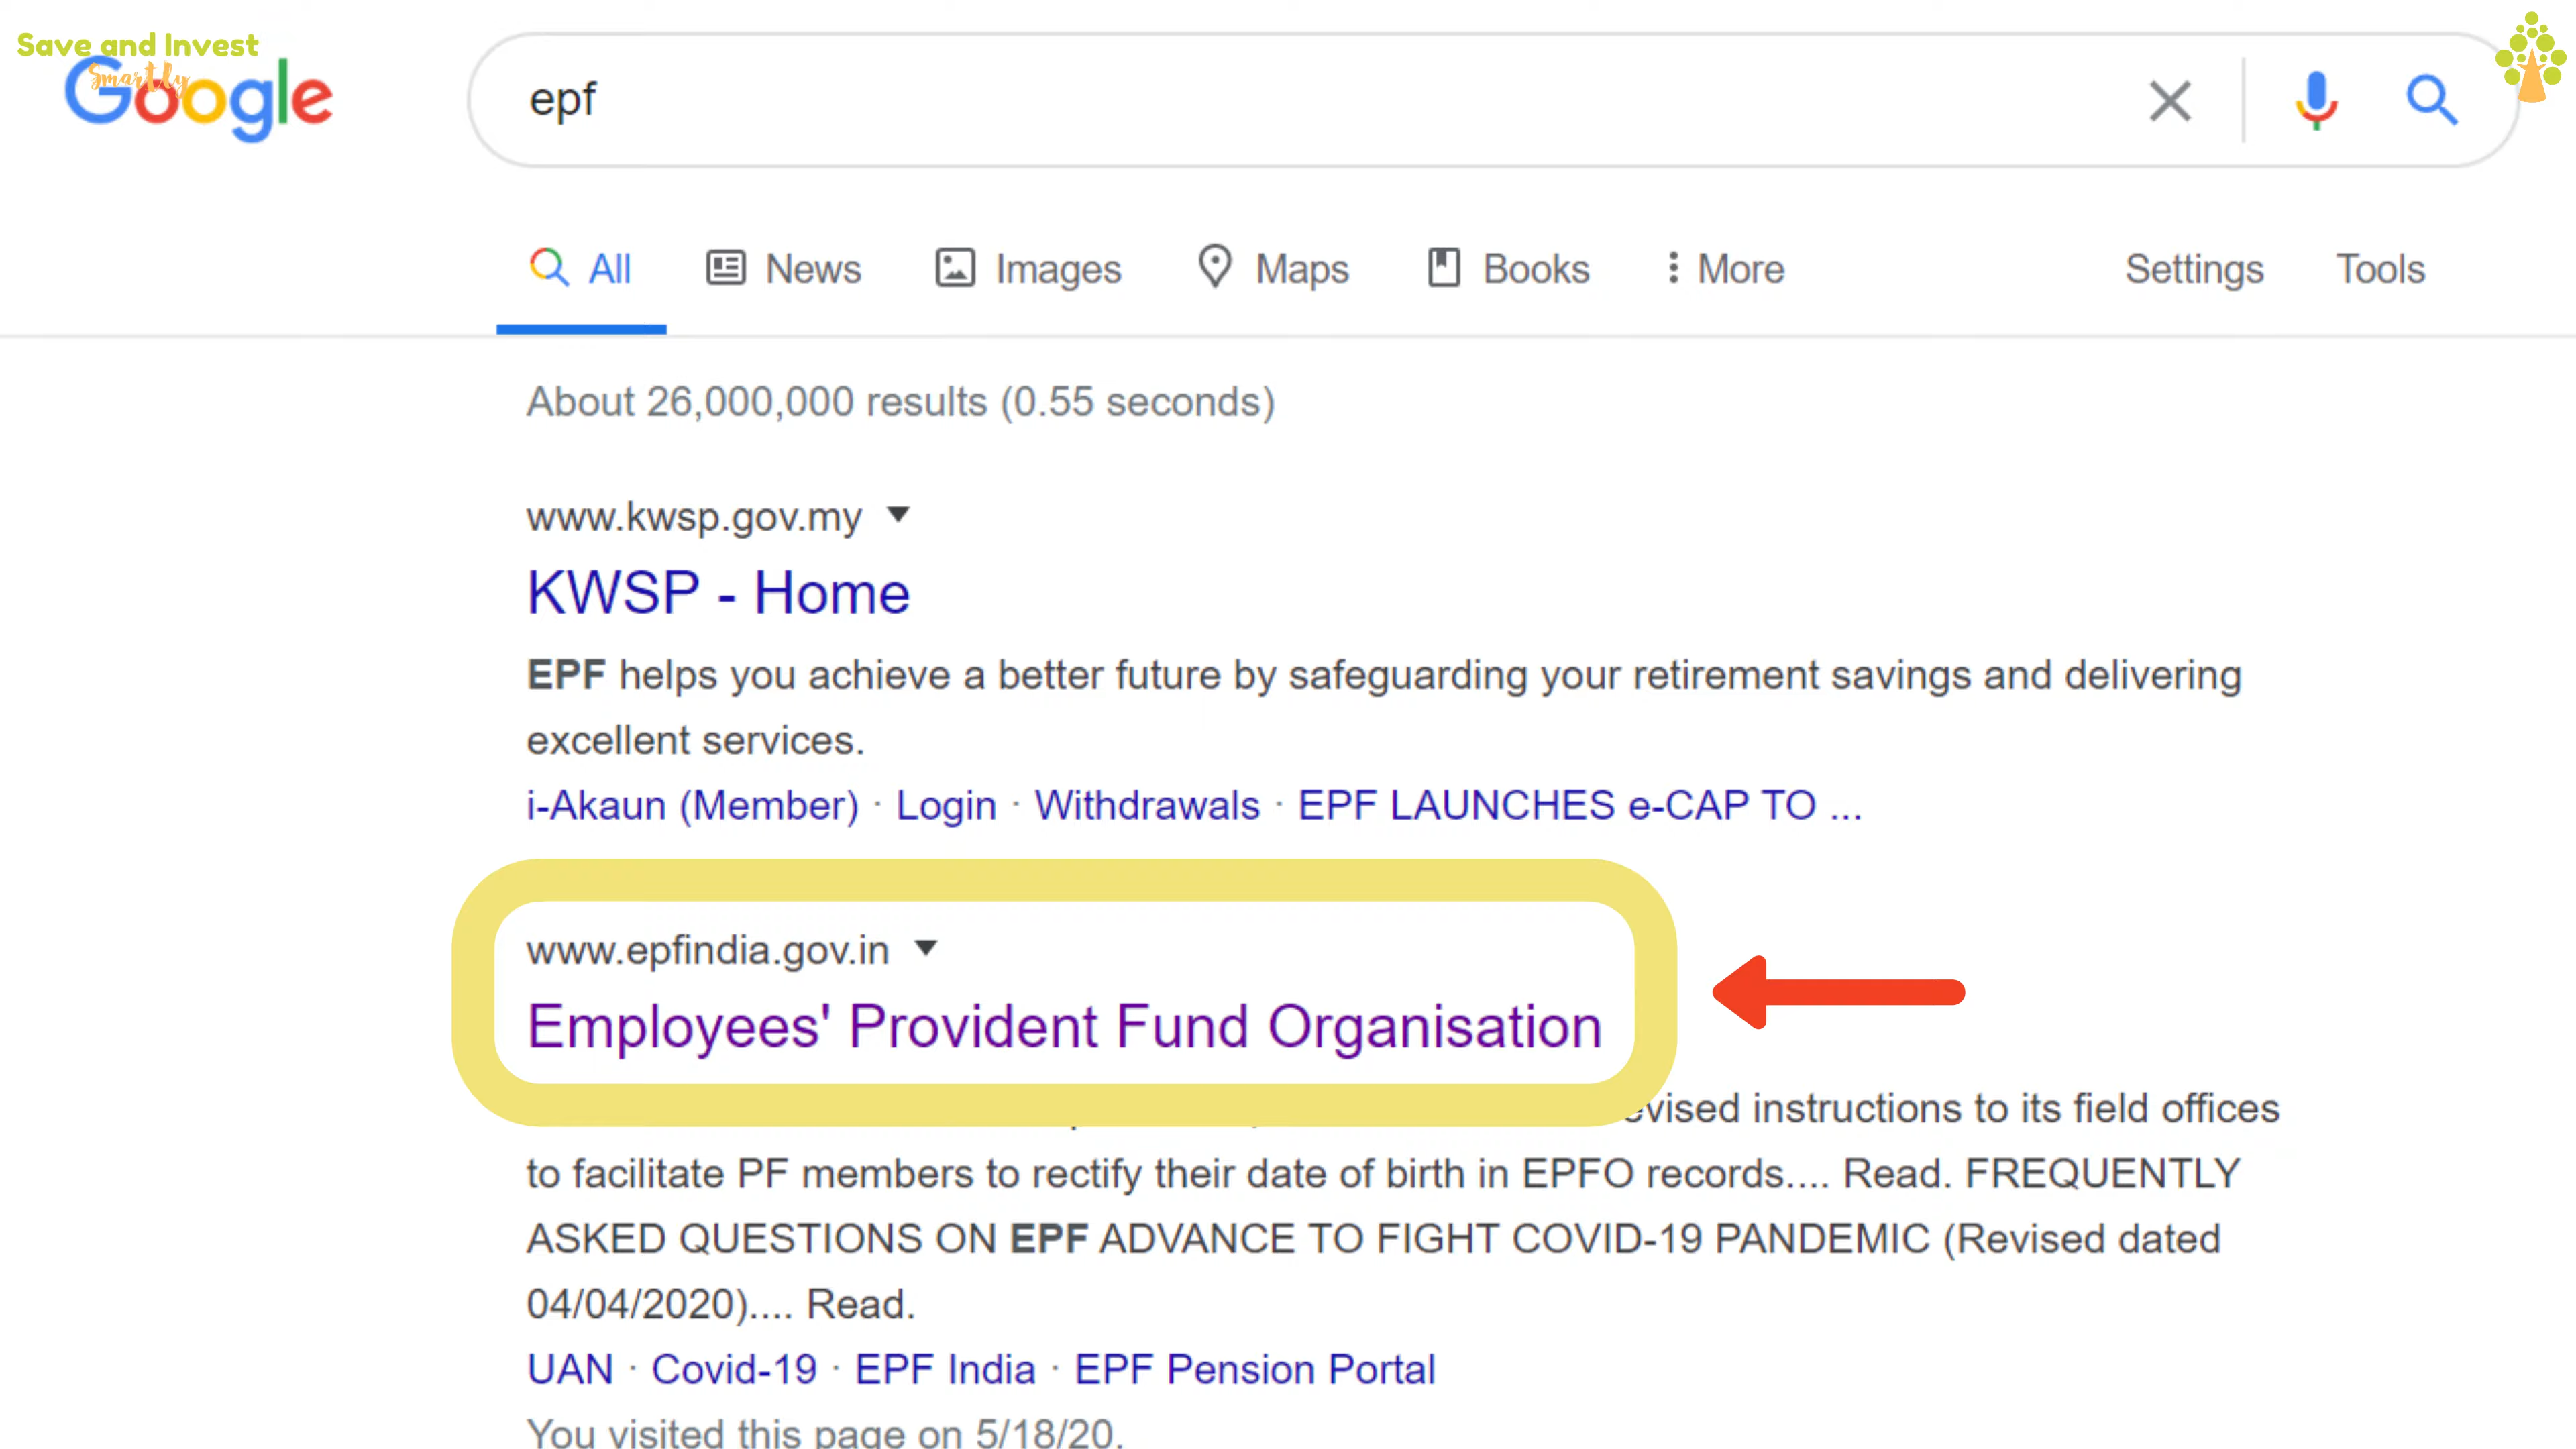 Save and Invest
Smartly
Google
epf
All News Images Maps Books More Settings Tools
About 26,000,000 results (0.55 seconds)
www.kwsp.gov.my
KWSP - Home
EPF helps you achieve a better future by safeguarding your retirement savings and delivering
excellent services.
i-Akaun (Member) · Login · Withdrawals · EPF LAUNCHES e-CAP TO ...
www.epfindia.gov.in
Employees' Provident Fund Organisation
instructions to its field offices
to facilitate PF members to rectify their date of birth in EPFO records.... Read. FREQUENTLY
ASKED QUESTIONS ON EPF ADVANCE TO FIGHT COVID-19 PANDEMIC (Revised dated
04/04/2020).... Read.
UAN · Covid-19 · EPF India · EPF Pension Portal
You visited this page on 5/18/20.